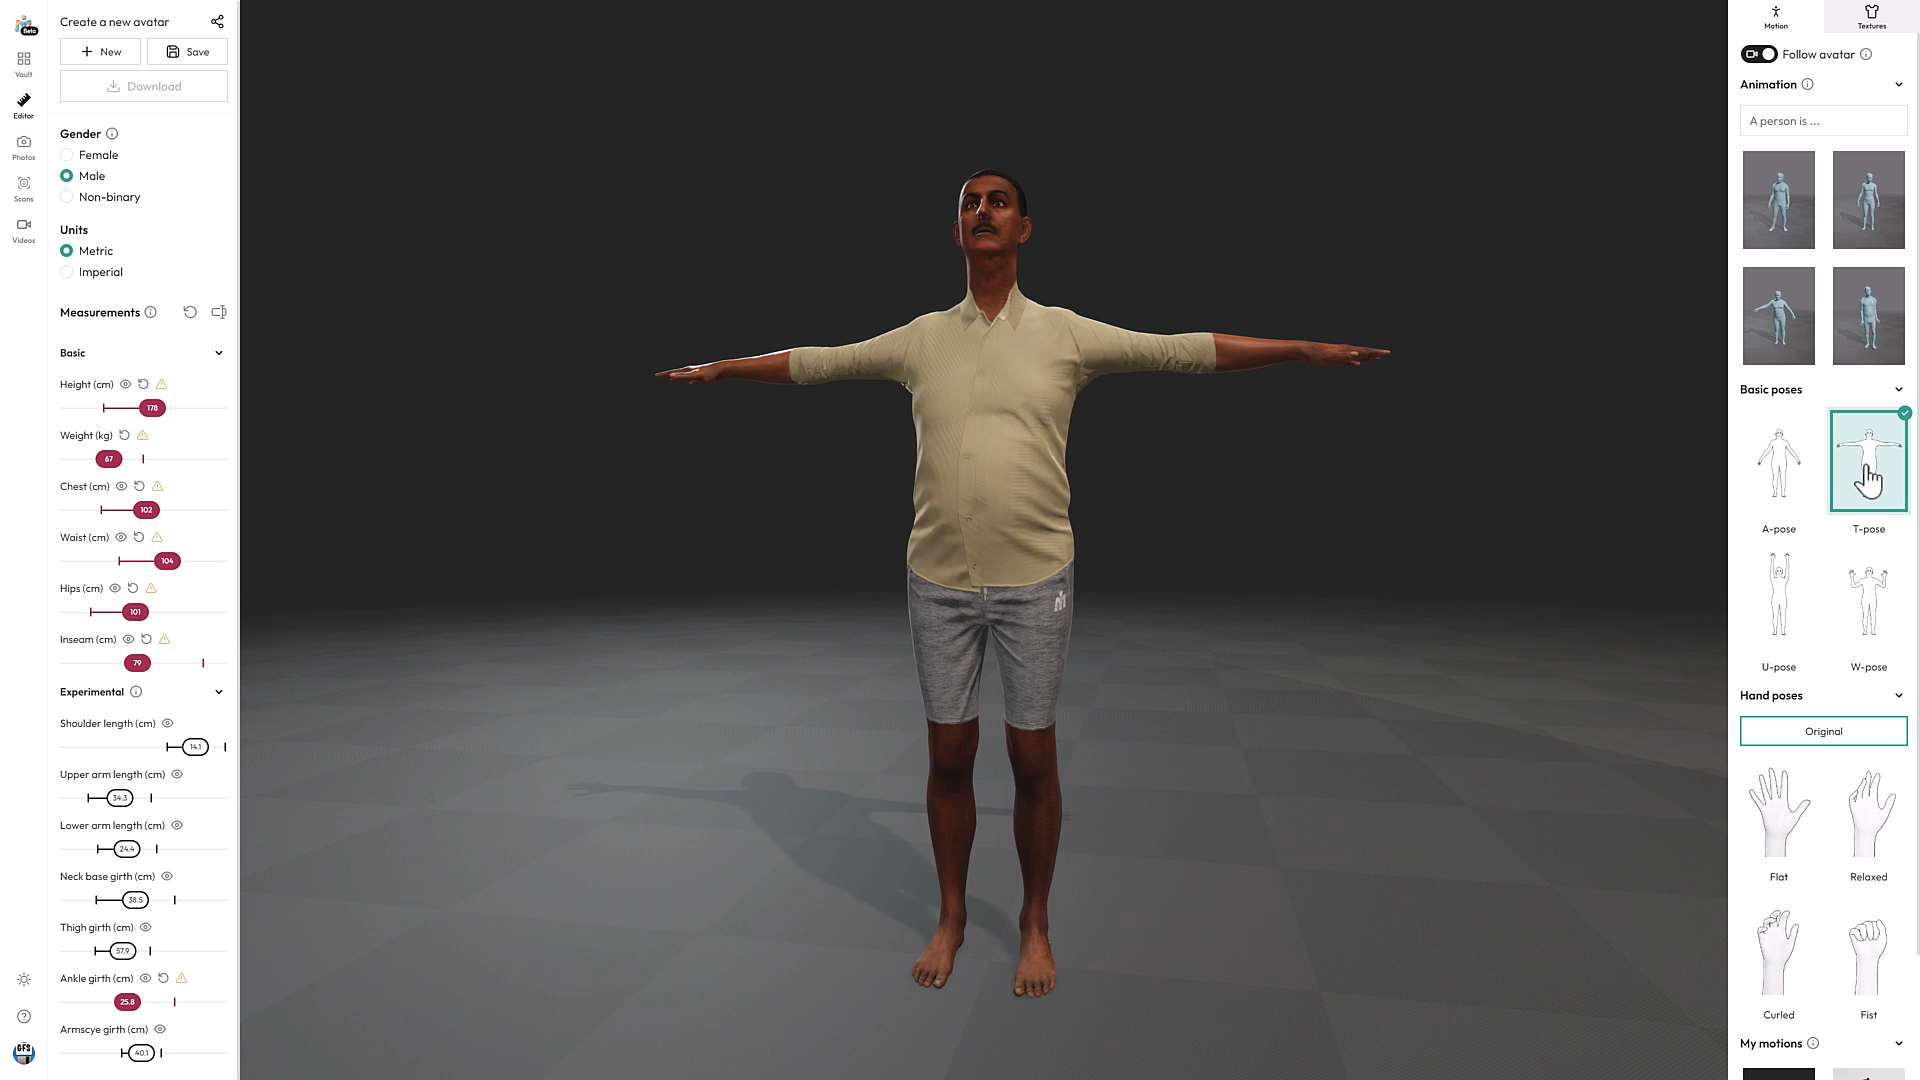 Beta
Vault
Editor
Photos
Scans
Videos
GFS
Create a new avatar
New
Save
Download
Gender
Female
Male
Non-binary
Units
Metric
Imperial
Measurements
Basic
Height (cm)
178
Weight (kg)
67
Chest (cm)
102
Waist (cm)
104
Hips (cm)
101
Inseam (cm)
79
Experimental
Shoulder length (cm)
14.1
Upper arm length (cm)
34.3
Lower arm length (cm)
24.4
Neck base girth (cm)
38.5
Thigh girth (cm)
57.9
Ankle girth (cm)
25.8
Armscye girth (cm)
40.1
Motion
Textures
Follow avatar
Animation
A person is ...
Basic poses
A-pose
T-pose
U-pose
W-pose
Hand poses
Original
Flat
Relaxed
Curled
Fist
My motions